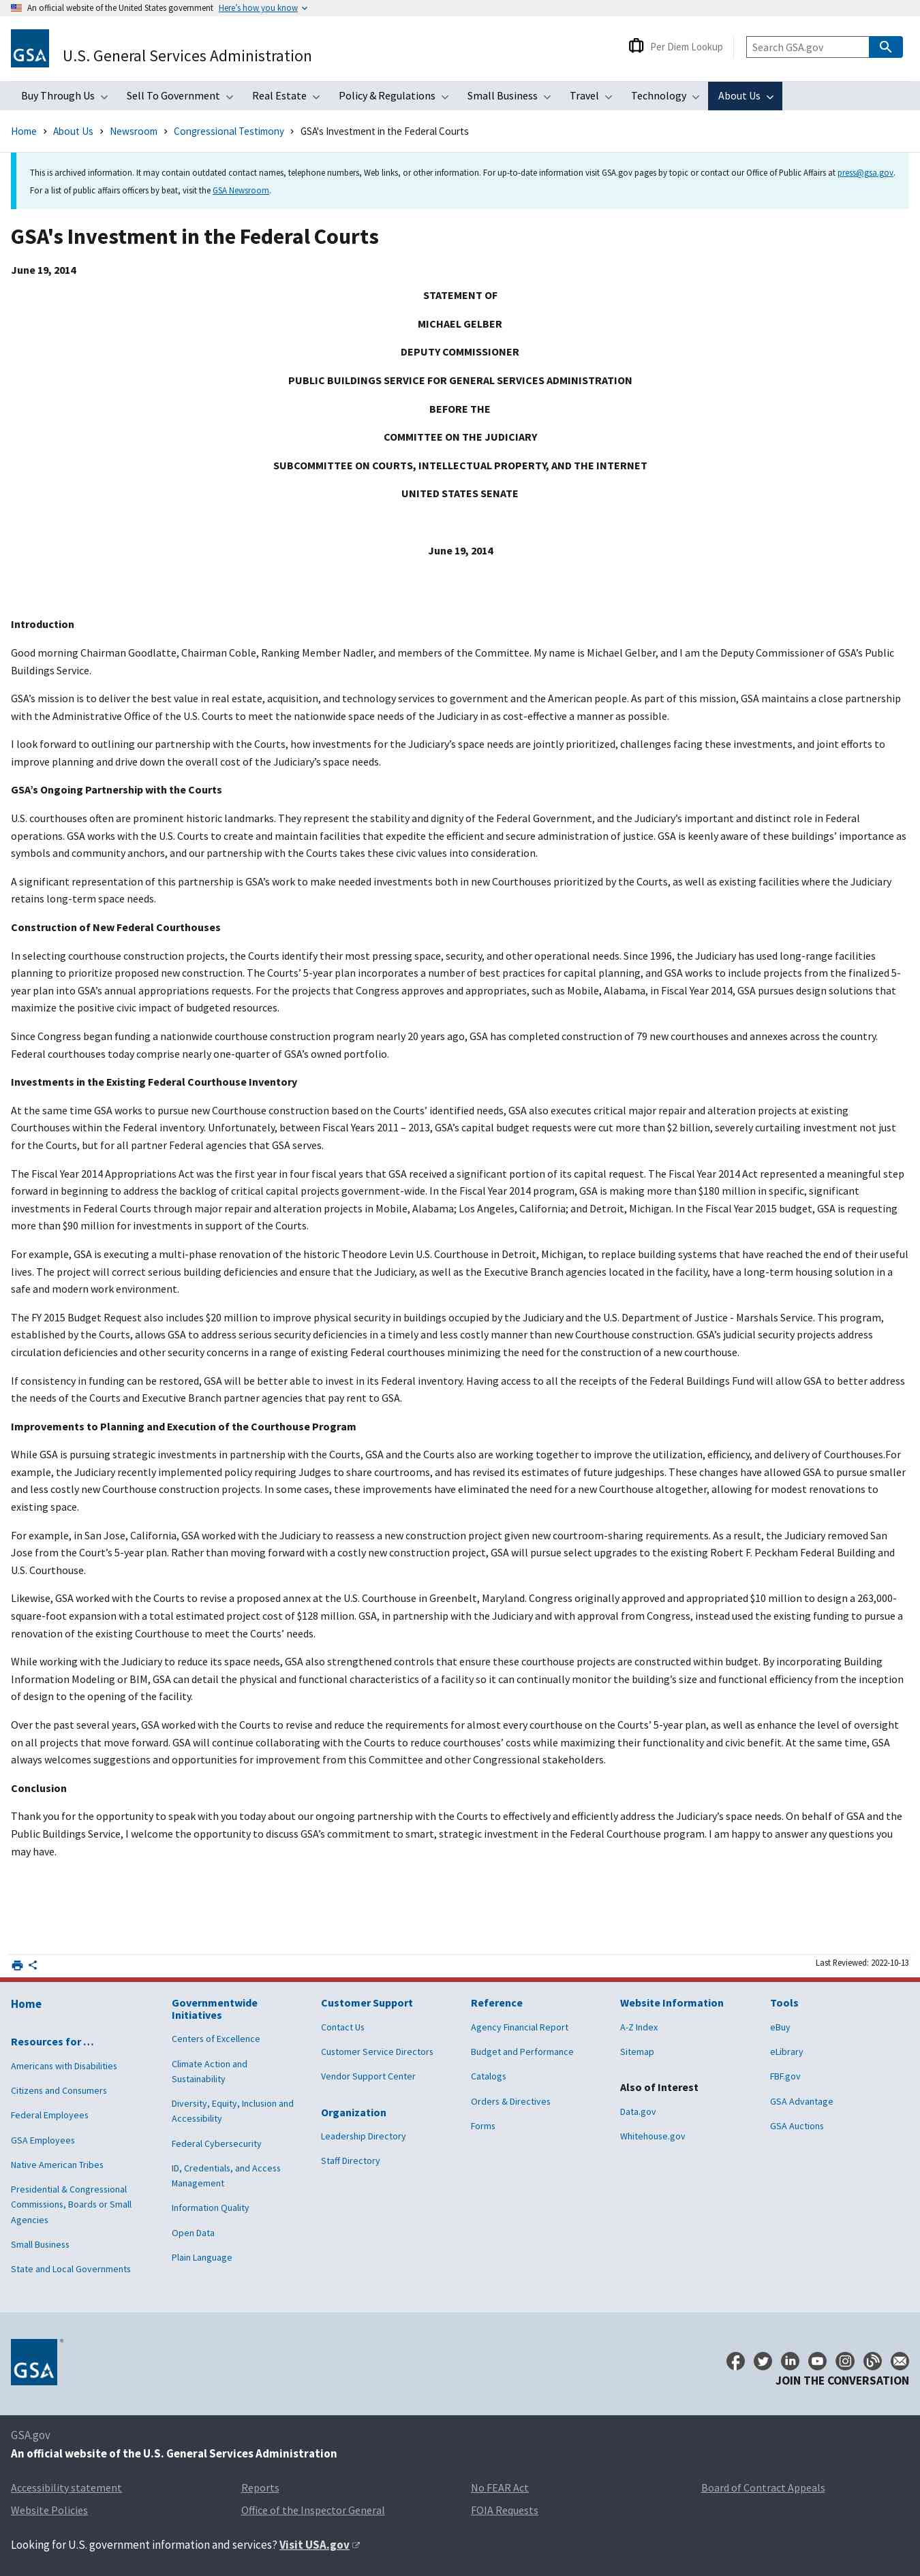 An official website of the United States government Here's how you know
GSA
U.S. General Services Administration
Per Diem Lookup
Search GSA.gov
Buy Through Us
Sell To Government
Real Estate
Policy & Regulations
Small Business
Travel
Technology
About Us
Home > About Us > Newsroom > Congressional Testimony > GSA's Investment in the Federal Courts
This is archived information. It may contain outdated contact names, telephone numbers, Web links, or other information. For up-to-date information visit GSA.gov pages by topic or contact our Office of Public Affairs at press@gsa.gov.
For a list of public affairs officers by beat, visit the GSA Newsroom.
GSA's Investment in the Federal Courts
June 19, 2014
STATEMENT OF
MICHAEL GELBER
DEPUTY COMMISSIONER
PUBLIC BUILDINGS SERVICE FOR GENERAL SERVICES ADMINISTRATION
BEFORE THE
COMMITTEE ON THE JUDICIARY
SUBCOMMITTEE ON COURTS, INTELLECTUAL PROPERTY, AND THE INTERNET
UNITED STATES SENATE
June 19, 2014
Introduction
Good morning Chairman Goodlatte, Chairman Coble, Ranking Member Nadler, and members of the Committee. My name is Michael Gelber, and I am the Deputy Commissioner of GSA’s Public
Buildings Service.
GSA’s mission is to deliver the best value in real estate, acquisition, and technology services to government and the American people. As part of this mission, GSA maintains a close partnership
with the Administrative Office of the U.S. Courts to meet the nationwide space needs of the Judiciary in as cost-effective a manner as possible.
I look forward to outlining our partnership with the Courts, how investments for the Judiciary’s space needs are jointly prioritized, challenges facing these investments, and joint efforts to
improve planning and drive down the overall cost of the Judiciary’s space needs.
GSA’s Ongoing Partnership with the Courts
U.S. courthouses often are prominent historic landmarks. They represent the stability and dignity of the Federal Government, and the Judiciary’s important and distinct role in Federal
operations. GSA works with the U.S. Courts to create and maintain facilities that expedite the efficient and secure administration of justice. GSA is keenly aware of these buildings’ importance as
symbols and community anchors, and our partnership with the Courts takes these civic values into consideration.
A significant representation of this partnership is GSA’s work to make needed investments both in new Courthouses prioritized by the Courts, as well as existing facilities where the Judiciary
retains long-term space needs.
Construction of New Federal Courthouses
In selecting courthouse construction projects, the Courts identify their most pressing space, security, and other operational needs. Since 1996, the Judiciary has used long-range facilities
planning to prioritize proposed new construction. The Courts’ 5-year plan incorporates a number of best practices for capital planning, and GSA works to include projects from the finalized 5-
year plan into GSA’s annual appropriations requests. For the projects that Congress approves and appropriates, such as Mobile, Alabama, in Fiscal Year 2014, GSA pursues design solutions that
maximize the positive civic impact of budgeted resources.
Since Congress began funding a nationwide courthouse construction program nearly 20 years ago, GSA has completed construction of 79 new courthouses and annexes across the country.
Federal courthouses today comprise nearly one-quarter of GSA’s owned portfolio.
Investments in the Existing Federal Courthouse Inventory
At the same time GSA works to pursue new Courthouse construction based on the Courts’ identified needs, GSA also executes critical major repair and alteration projects at existing
Courthouses within the Federal inventory. Unfortunately, between Fiscal Years 2011 – 2013, GSA’s capital budget requests were cut more than $2 billion, severely curtailing investment not just
for the Courts, but for all partner Federal agencies that GSA serves.
The Fiscal Year 2014 Appropriations Act was the first year in four fiscal years that GSA received a significant portion of its capital request. The Fiscal Year 2014 Act represented a meaningful step
forward in beginning to address the backlog of critical capital projects government-wide. In the Fiscal Year 2014 program, GSA is making more than $180 million in specific, significant
investments in Federal Courts through major repair and alteration projects in Mobile, Alabama; Los Angeles, California; and Detroit, Michigan. In the Fiscal Year 2015 budget, GSA is requesting
more than $90 million for investments in support of the Courts.
For example, GSA is executing a multi-phase renovation of the historic Theodore Levin U.S. Courthouse in Detroit, Michigan, to replace building systems that have reached the end of their useful
lives. The project will correct serious building deficiencies and ensure that the Judiciary, as well as the Executive Branch agencies located in the facility, have a long-term housing solution in a
safe and modern work environment.
The FY 2015 Budget Request also includes $20 million to improve physical security in buildings occupied by the Judiciary and the U.S. Department of Justice - Marshals Service. This program,
established by the Courts, allows GSA to address serious security deficiencies in a timely and less costly manner than new Courthouse construction. GSA’s judicial security projects address
circulation deficiencies and other security concerns in a range of existing Federal courthouses minimizing the need for the construction of a new courthouse.
If consistency in funding can be restored, GSA will be better able to invest in its Federal inventory. Having access to all the receipts of the Federal Buildings Fund will allow GSA to better address
the needs of the Courts and Executive Branch partner agencies that pay rent to GSA.
Improvements to Planning and Execution of the Courthouse Program
While GSA is pursuing strategic investments in partnership with the Courts, GSA and the Courts also are working together to improve the utilization, efficiency, and delivery of Courthouses.For
example, the Judiciary recently implemented policy requiring Judges to share courtrooms, and has revised its estimates of future judgeships. These changes have allowed GSA to pursue smaller
and less costly new Courthouse construction projects. In some cases, these improvements have eliminated the need for a new Courthouse altogether, allowing for modest renovations to
existing space.
For example, in San Jose, California, GSA worked with the Judiciary to reassess a new construction project given new courtroom-sharing requirements. As a result, the Judiciary removed San
Jose from the Court’s 5-year plan. Rather than moving forward with a costly new construction project, GSA will pursue select upgrades to the existing Robert F. Peckham Federal Building and
U.S. Courthouse.
Likewise, GSA worked with the Courts to revise a proposed annex at the U.S. Courthouse in Greenbelt, Maryland. Congress originally approved and appropriated $10 million to design a 263,000-
square-foot expansion with a total estimated project cost of $128 million. GSA, in partnership with the Judiciary and with approval from Congress, instead used the existing funding to pursue a
renovation of the existing Courthouse to meet the Courts’ needs.
While working with the Judiciary to reduce its space needs, GSA also strengthened controls that ensure these courthouse projects are constructed within budget. By incorporating Building
Information Modeling or BIM, GSA can detail the physical and functional characteristics of a facility so it can continually monitor the building’s size and budget impacts from the inception
of design to the opening of the facility.
Over the past several years, GSA worked with the Courts to revise and reduce the requirements for almost every courthouse on the Courts’ 5-year plan, as well as enhance the level of oversight
on all projects that move forward. GSA will continue collaborating with the Courts to reduce courthouses’ costs while maximizing their functionality and civic benefit. At the same time, GSA
always welcomes suggestions and opportunities for improvement from this Committee and other Congressional stakeholders.
Conclusion
Thank you for the opportunity to speak with you today about our ongoing partnership with the Courts to effectively and efficiently address the Judiciary’s space needs. On behalf of GSA and the
Public Buildings Service, I welcome the opportunity to discuss GSA’s commitment to smart, strategic investment in the Federal Courthouse program. I am happy to answer any questions you
may have.
Last Reviewed: 2022-10-13
Home
Resources for …
Americans with Disabilities
Citizens and Consumers
Federal Employees
GSA Employees
Native American Tribes
Presidential & Congressional
Commissions, Boards or Small
Agencies
Small Business
State and Local Governments
Governmentwide
Initiatives
Centers of Excellence
Climate Action and
Sustainability
Diversity, Equity, Inclusion and
Accessibility
Federal Cybersecurity
ID, Credentials, and Access
Management
Information Quality
Open Data
Plain Language
Customer Support
Contact Us
Customer Service Directors
Vendor Support Center
Organization
Leadership Directory
Staff Directory
Reference
Agency Financial Report
Budget and Performance
Catalogs
Orders & Directives
Forms
Website Information
A-Z Index
Sitemap
Also of Interest
Data.gov
Whitehouse.gov
Tools
eBuy
eLibrary
FBF.gov
GSA Advantage
GSA Auctions
GSA
JOIN THE CONVERSATION
GSA.gov
An official website of the U.S. General Services Administration
Accessibility statement
Reports
No FEAR Act
Board of Contract Appeals
Website Policies
Office of the Inspector General
FOIA Requests
Looking for U.S. government information and services? Visit USA.gov